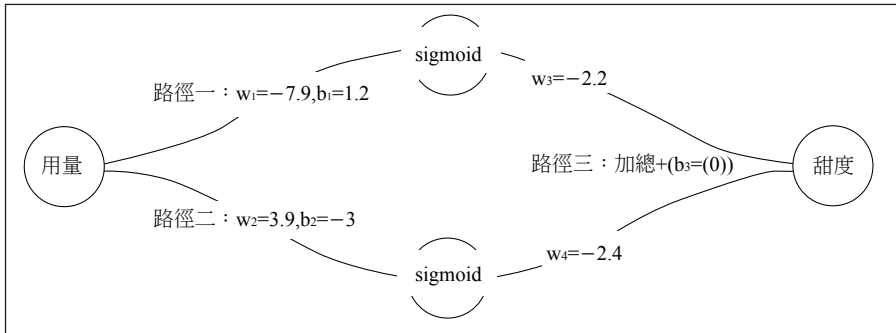 sigmoid
路徑一：w₁=−7.9,b₁=1.2
w₃=−2.2
用量
路徑三：加總+(b₃=(0))
甜度
路徑二：w₂=3.9,b₂=−3
w₄=−2.4
sigmoid